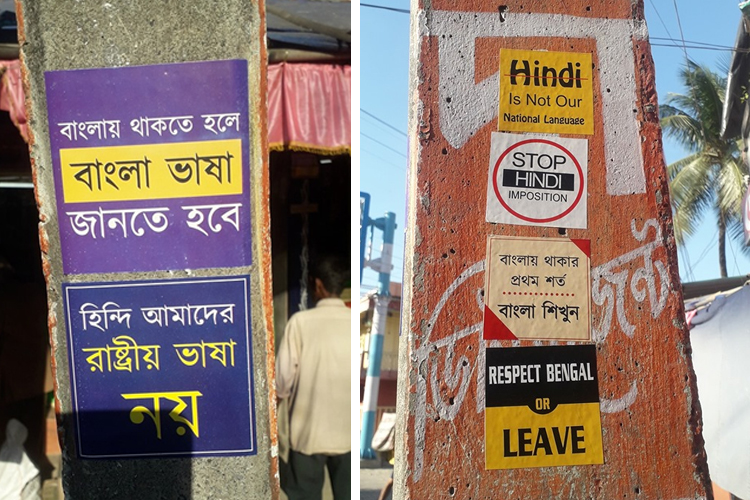 বাংলায় থাকতে হলে
বাংলা ভাষা
জানতে হবে
হিন্দি আমাদের
রাষ্ট্রীয় ভাষা
নয়
Hindi
Is Not Our
National Language
STOP
HINDI
IMPOSITION
বাংলায় থাকার
প্রথম শর্ত
বাংলা শিখুন
RESPECT BENGAL
OR
LEAVE